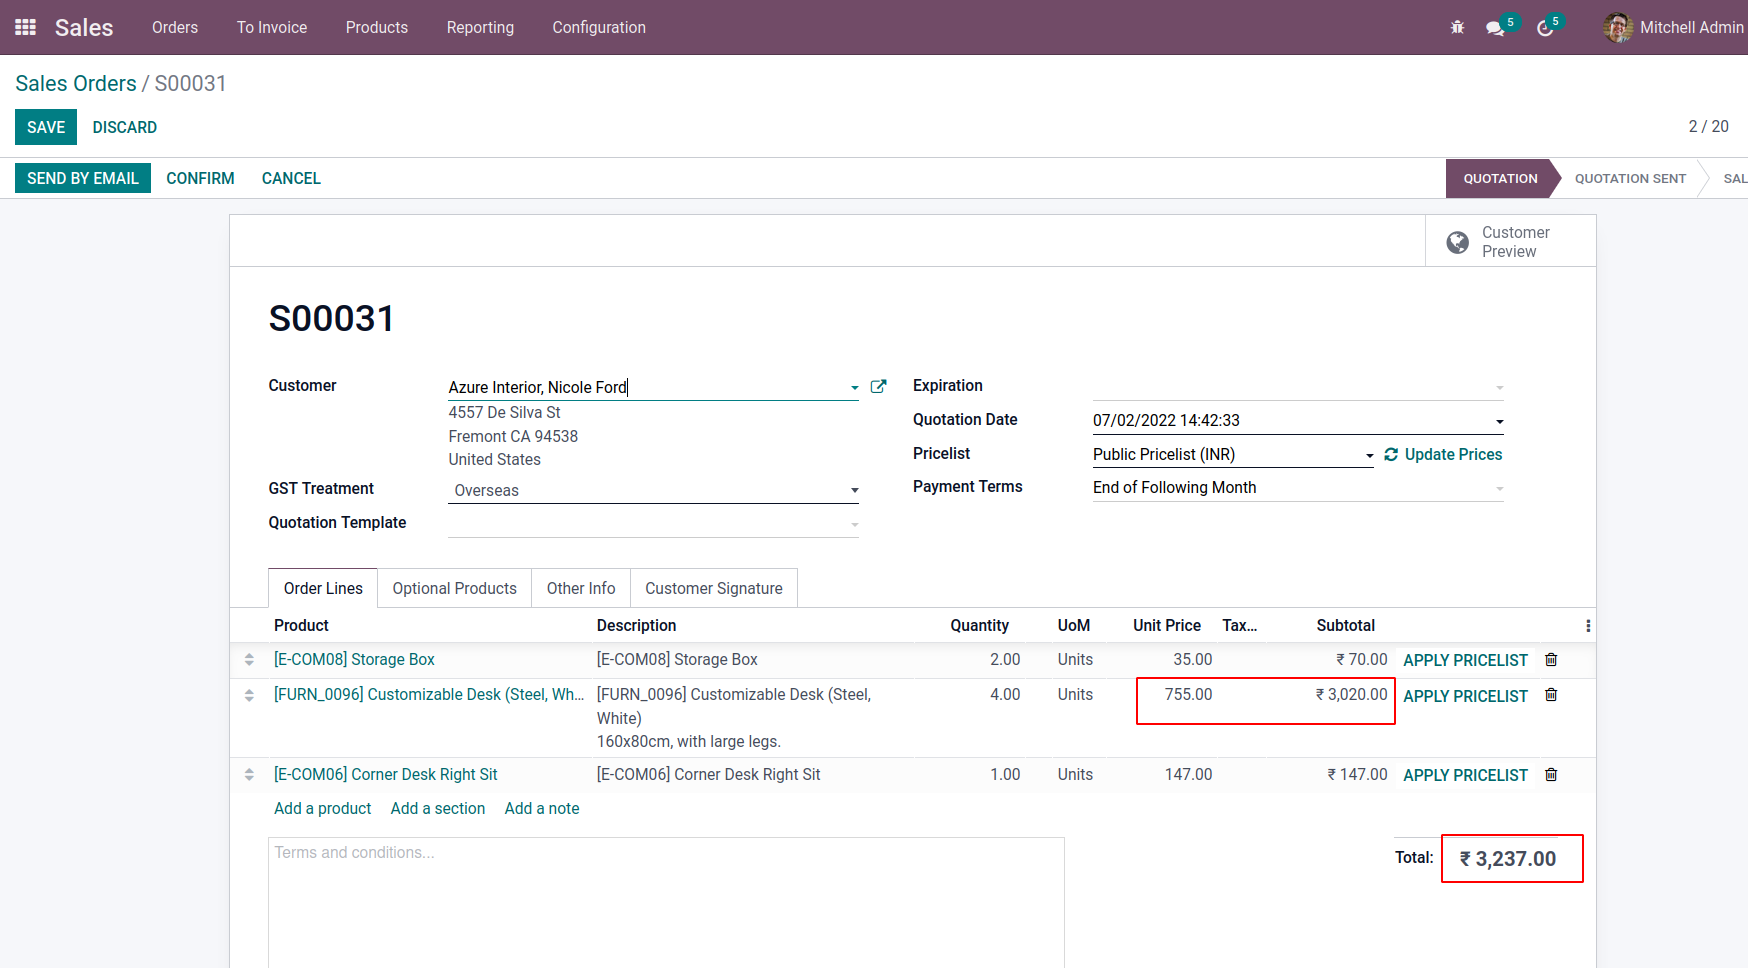 Sales Orders To Invoice Products Reporting Configuration 5 5 Mitchell Admin
Sales Orders / S00031
SAVE DISCARD 2 / 20
SEND BY EMAIL CONFIRM CANCEL QUOTATION QUOTATION SENT SAL
Customer
Preview
S00031
Customer Azure Interior, Nicole Ford Expiration
4557 De Silva St
Fremont CA 94538
United States
Quotation Date 07/02/2022 14:42:33
Pricelist Public Pricelist (INR) Update Prices
GST Treatment Overseas Payment Terms End of Following Month
Quotation Template
Order Lines Optional Products Other Info Customer Signature
Product Description Quantity UoM Unit Price Tax... Subtotal
[E-COM08] Storage Box [E-COM08] Storage Box 2.00 Units 35.00 ₹ 70.00 APPLY PRICELIST
[FURN_0096] Customizable Desk (Steel, Wh... [FURN_0096] Customizable Desk (Steel, 4.00 Units 755.00 ₹ 3,020.00 APPLY PRICELIST
White)
160x80cm, with large legs.
[E-COM06] Corner Desk Right Sit [E-COM06] Corner Desk Right Sit 1.00 Units 147.00 ₹ 147.00 APPLY PRICELIST
Add a product Add a section Add a note
Terms and conditions... Total: ₹ 3,237.00